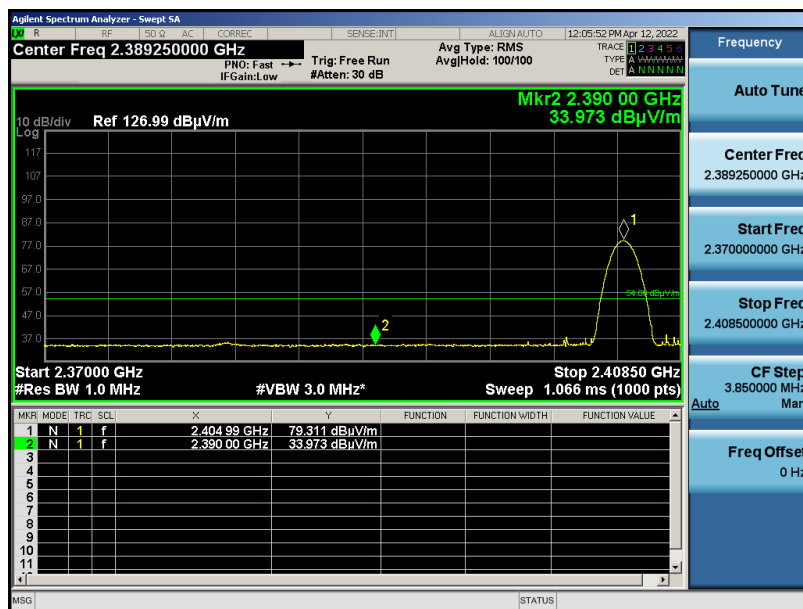 Agilent Spectrum Analyzer - Swept SA
LXI R RF 50 Ω AC CORREC SENSE:INT ALIGN AUTO 12:05:52 PM Apr 12, 2022
Center Freq 2.389250000 GHz
PNO: Fast
IFGain:Low
Trig: Free Run
#Atten: 30 dB
Avg Type: RMS
Avg|Hold: 100/100
TRACE 1 2 3 4 5 6
TYPE A WWWWW
DET A N N N N N
Mkr2 2.390 00 GHz
33.973 dBµV/m
10 dB/div Ref 126.99 dBµV/m
Log
117
107
97.0
87.0
77.0
67.0
57.0
47.0
37.0
1
2
54.00 dBµV/m
Start 2.37000 GHz Stop 2.40850 GHz
#Res BW 1.0 MHz #VBW 3.0 MHz* Sweep 1.066 ms (1000 pts)
MKR MODE TRC SCL X Y FUNCTION FUNCTION WIDTH FUNCTION VALUE
1 N 1 f 2.404 99 GHz 79.311 dBµV/m
2 N 1 f 2.390 00 GHz 33.973 dBµV/m
3
4
5
6
7
8
9
10
11
MSG STATUS
Frequency
Auto Tune
Center Freq
2.389250000 GHz
Start Freq
2.370000000 GHz
Stop Freq
2.408500000 GHz
CF Step
3.850000 MHz
Auto Man
Freq Offset
0 Hz